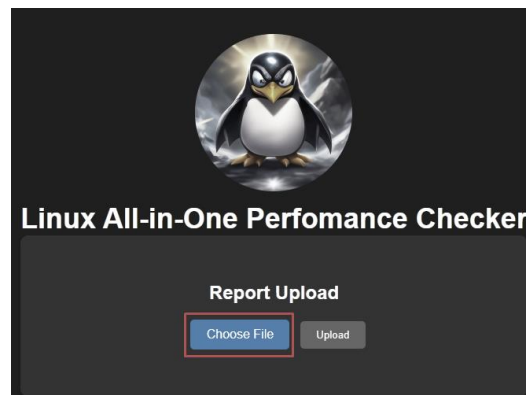 Linux All-in-One Perfomance Checker
Report Upload
Choose File Upload